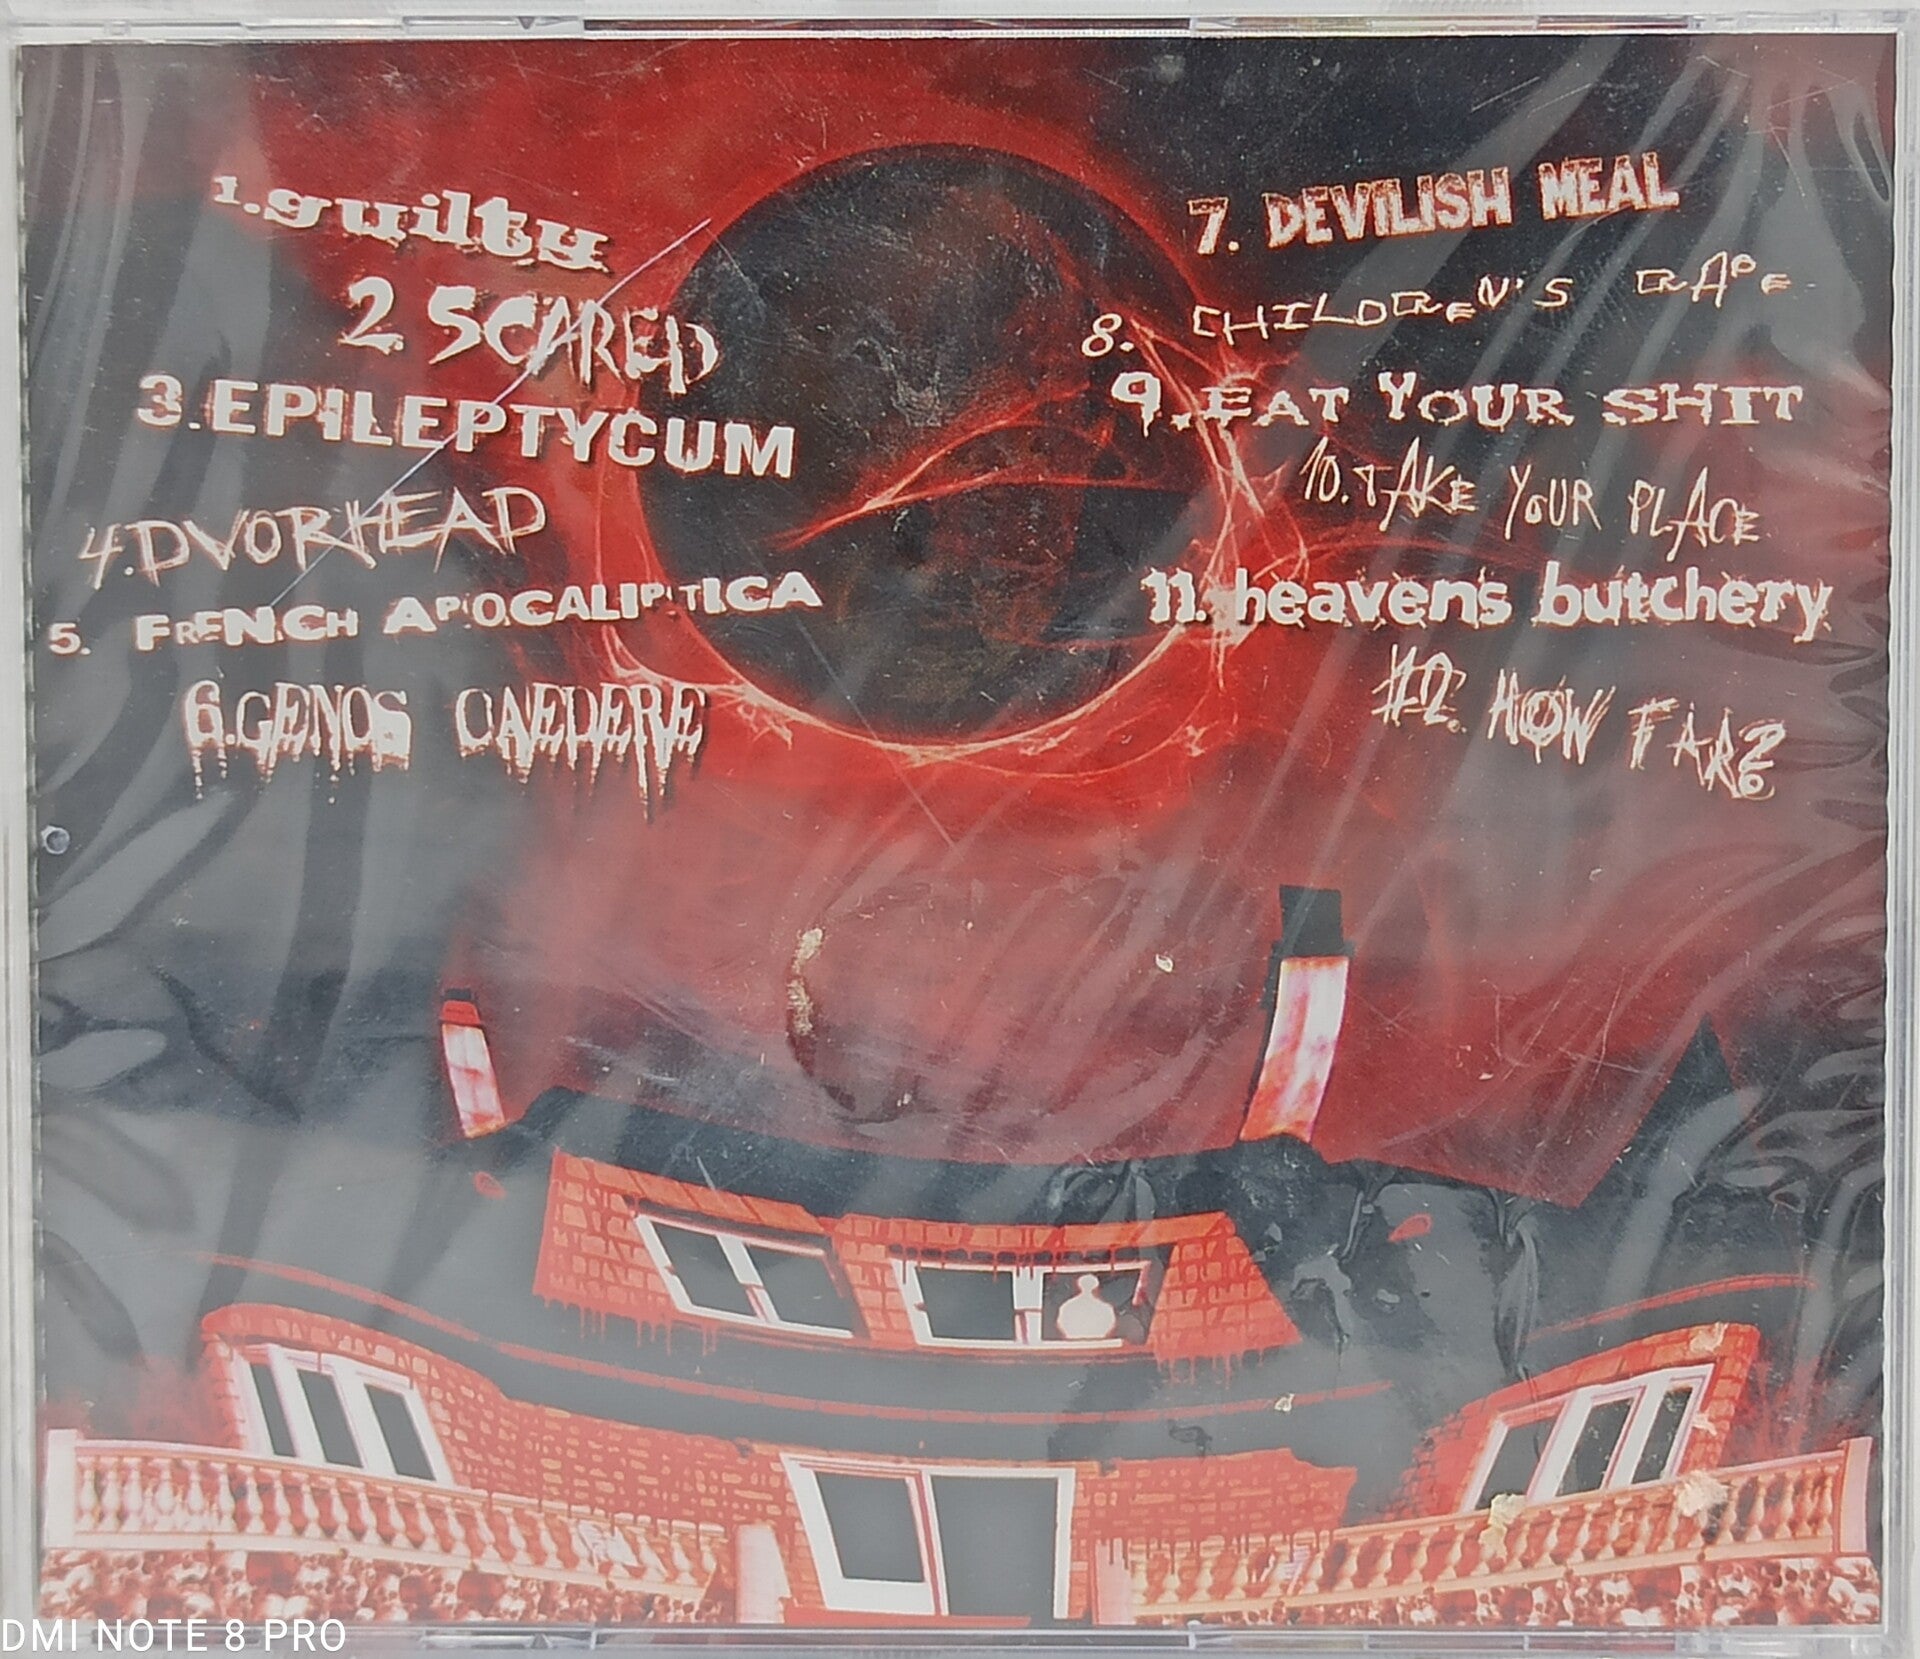 1.guilty
2.SCARED
3.EPILEPTYCUM
4.DVORHEAD
5. FRENCH APOCALIPTICA
6.GENOS CAEDERE
7. DEVILISH MEAL
8. CHILDREN'S RAPE
9.EAT YOUR SHIT
10.TAKE YOUR PLACE
11. heavens butchery
12. HOW FAR?
DMI NOTE 8 PRO